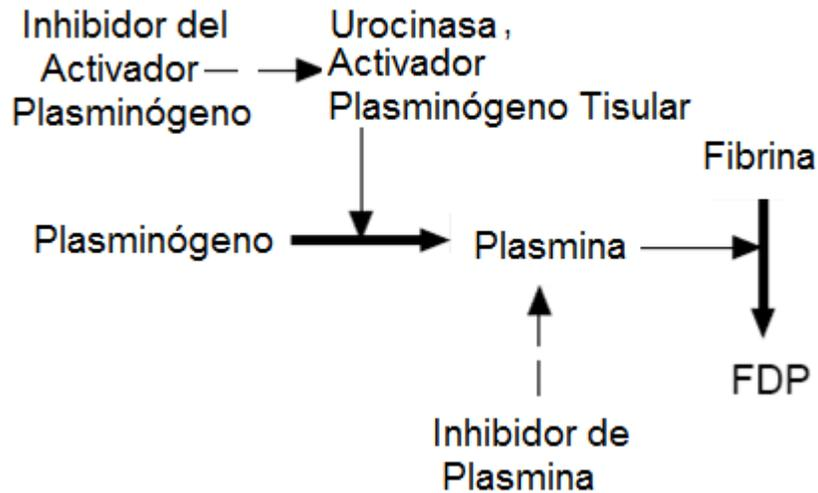 Inhibidor del
Activador
Plasminógeno
Urocinasa,
Activador
Plasminógeno Tisular
Fibrina
Plasminógeno
Plasmina
FDP
Inhibidor de
Plasmina